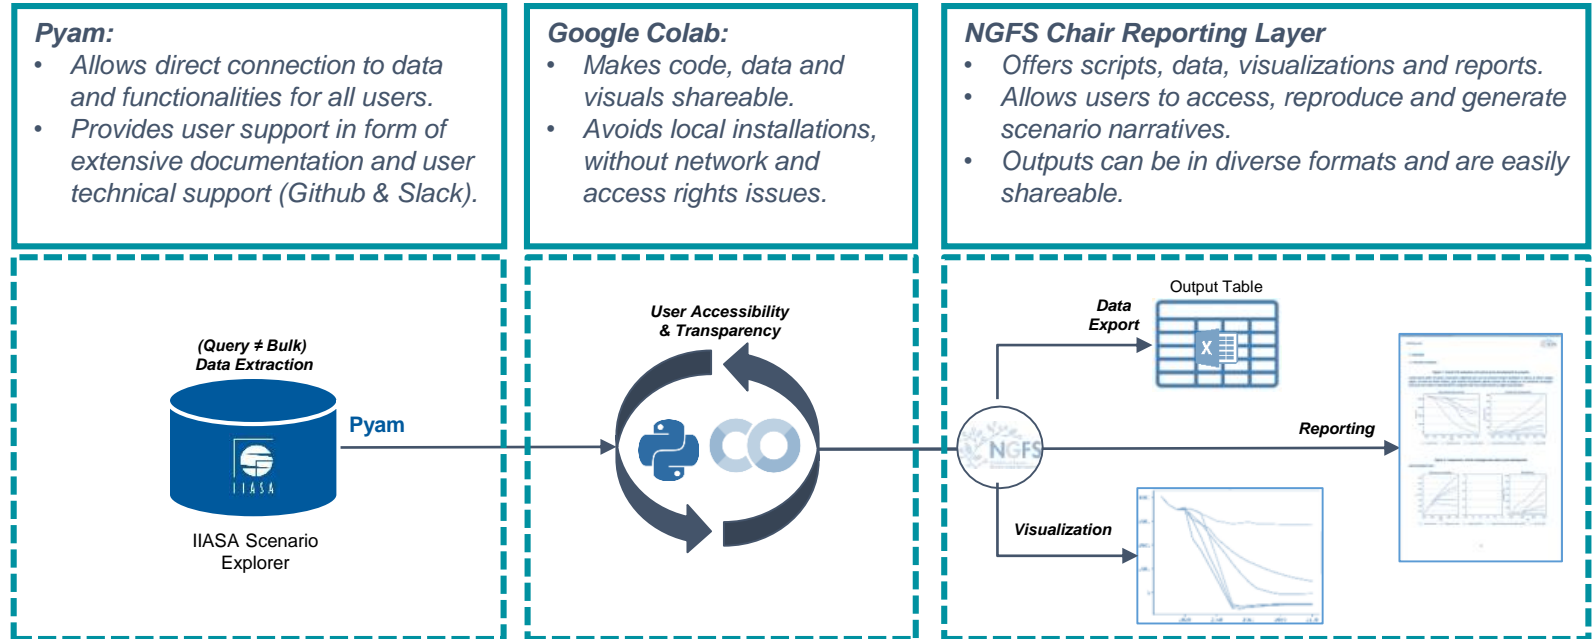 Pyam:
• Allows direct connection to data
and functionalities for all users.
• Provides user support in form of
extensive documentation and user
technical support (Github & Slack).
Google Colab:
• Makes code, data and
visuals shareable.
• Avoids local installations,
without network and
access rights issues.
NGFS Chair Reporting Layer
• Offers scripts, data, visualizations and reports.
• Allows users to access, reproduce and generate
scenario narratives.
• Outputs can be in diverse formats and are easily
shareable.
(Query ≠ Bulk)
Data Extraction
IIASA
IIASA Scenario
Explorer
Pyam
User Accessibility
& Transparency
CO
Data
Export
Output Table
X
NGFS
Reporting
Visualization